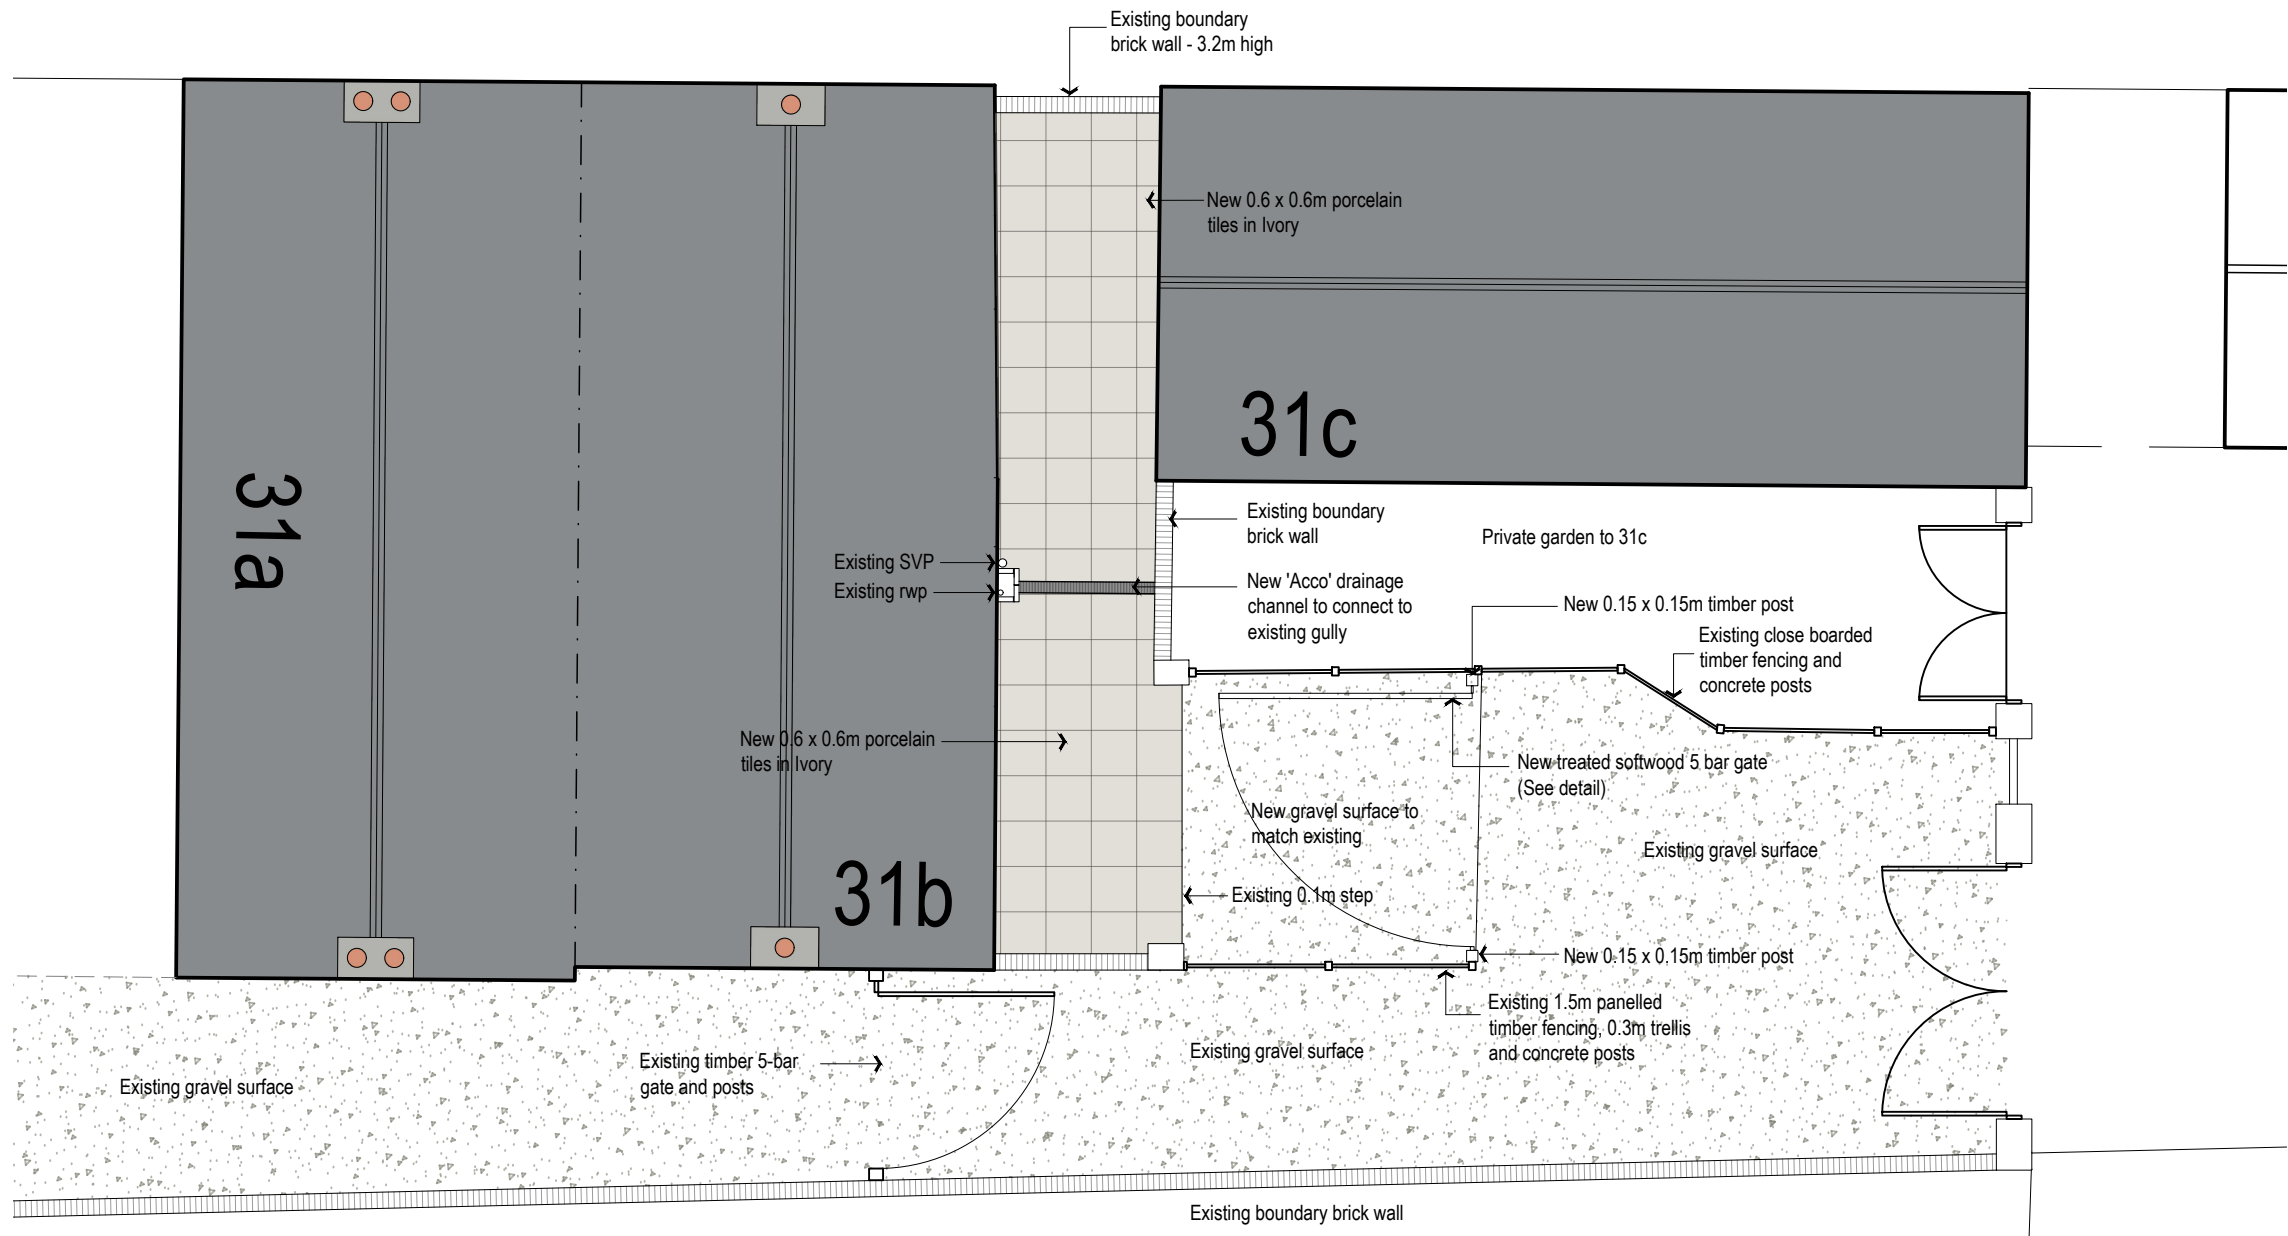 Existing boundary
brick wall - 3.2m high
New 0.6 x 0.6m porcelain
tiles in Ivory
31c
31a
Existing boundary
brick wall
Private garden to 31c
Existing SVP
Existing rwp
New 'Acco' drainage
channel to connect to
existing gully
New 0.15 x 0.15m timber post
Existing close boarded
timber fencing and
concrete posts
New 0.6 x 0.6m porcelain
tiles in Ivory
New treated softwood 5 bar gate
(See detail)
New gravel surface to
match existing
Existing gravel surface
31b
Existing 0.1m step
New 0.15 x 0.15m timber post
Existing 1.5m panelled
timber fencing, 0.3m trellis
and concrete posts
Existing gravel surface
Existing timber 5-bar
gate and posts
Existing gravel surface
Existing boundary brick wall